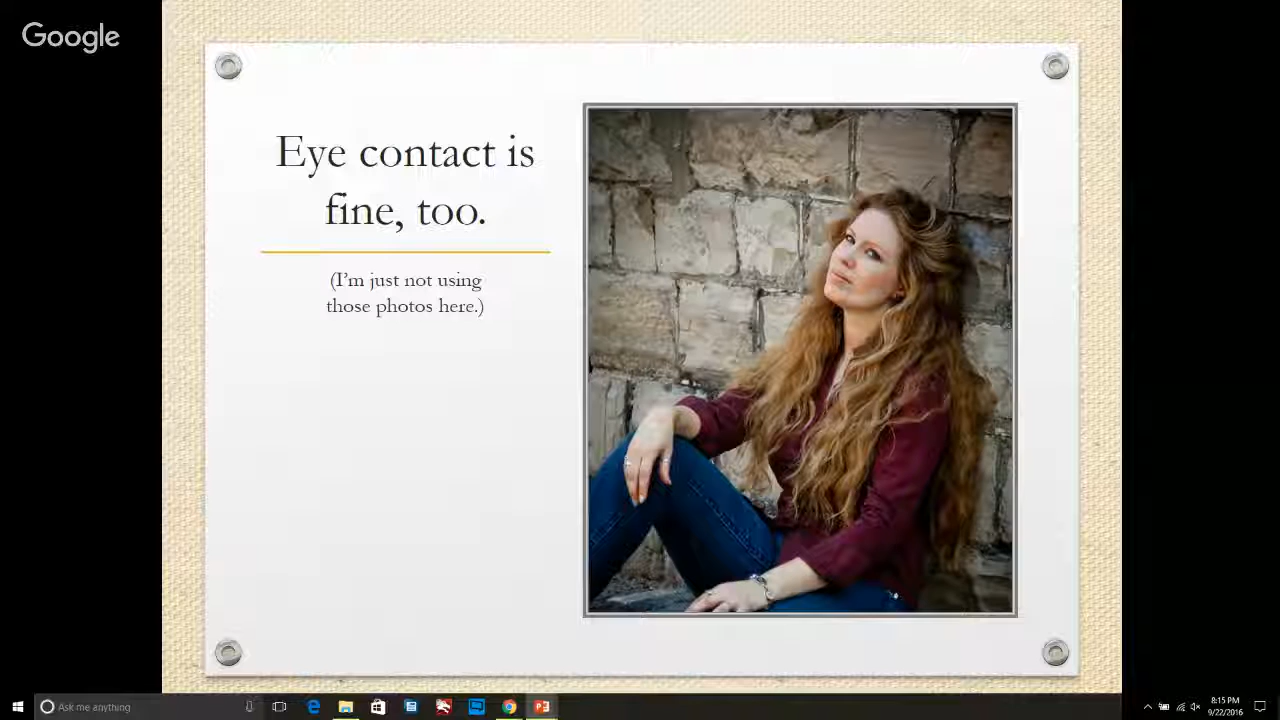 Google
Eye contact is
fine, too.
(I'm just not using
those photos here.)
Ask me anything
8:15 PM
9/22/2016